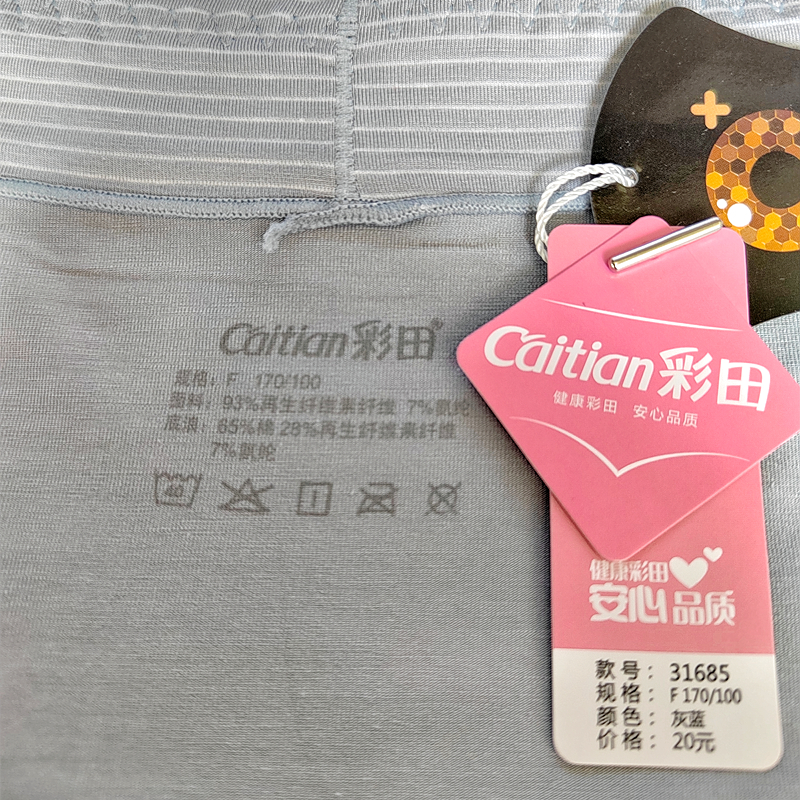 Caitian彩田
规格：F 170/100
面料：93%再生纤维素纤维 7%氨纶
底浪：65%棉 28%再生纤维素纤维
7%氨纶
40
Caitian彩田
健康彩田 安心品质
健康彩田
安心品质
款号：31685
规格：F 170/100
颜色：灰蓝
价格：20元